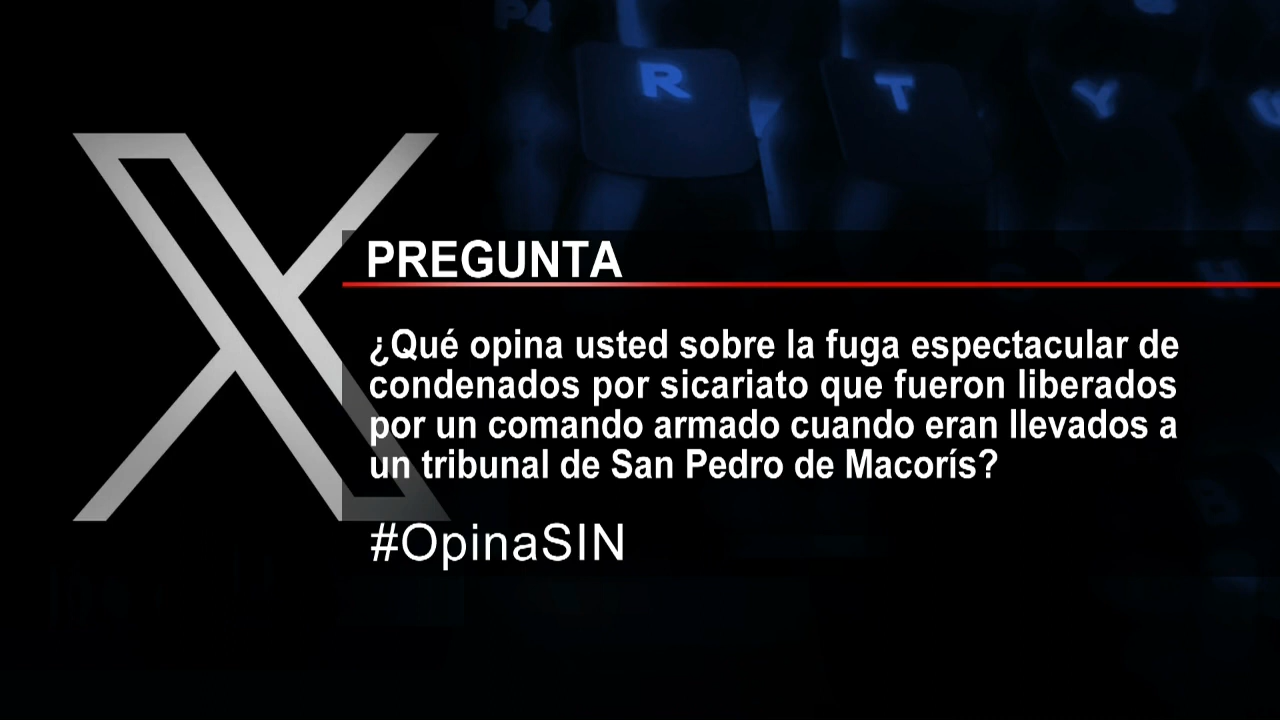 P4
R T Y
PREGUNTA
¿Qué opina usted sobre la fuga espectacular de
condenados por sicariato que fueron liberados
por un comando armado cuando eran llevados a
un tribunal de San Pedro de Macorís?
#OpinaSIN